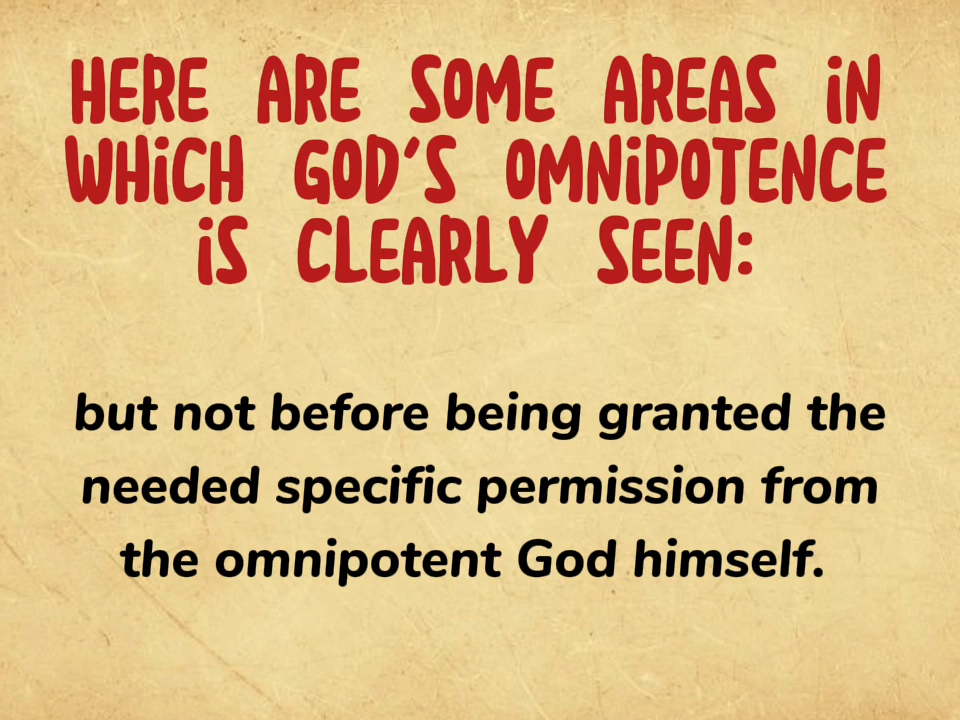 HERE ARE SOME AREAS iN
WHiCH GOD'S OMNiPOTENCE
iS CLEARLY SEEN:
but not before being granted the
needed specific permission from
the omnipotent God himself.